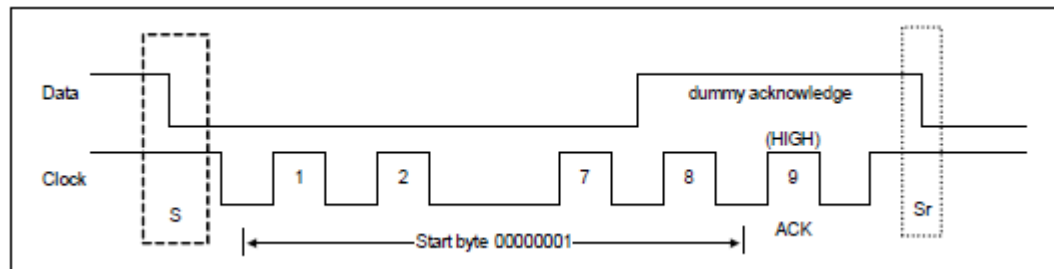 Data
dummy acknowledge
(HIGH)
Clock
1
2
7
8
9
S
Sr
ACK
Start byte 00000001